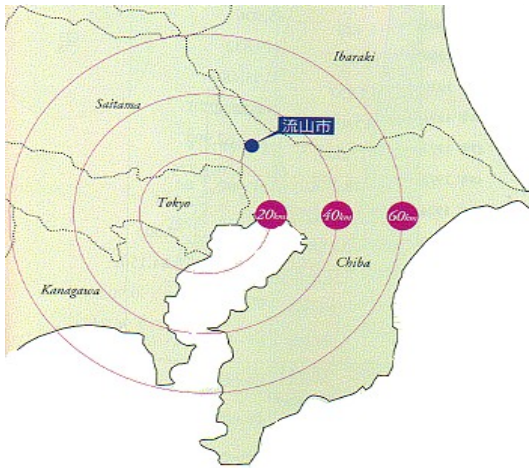 Ibaraki
Saitama
流山市
Tokyo
20km
40km
60km
Chiba
Kanagawa